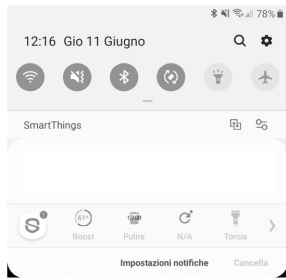 78%
12:16 Gio 11 Giugno
SmartThings
61%
Boost Pulire N/A Torcia
Impostazioni notifiche Cancella